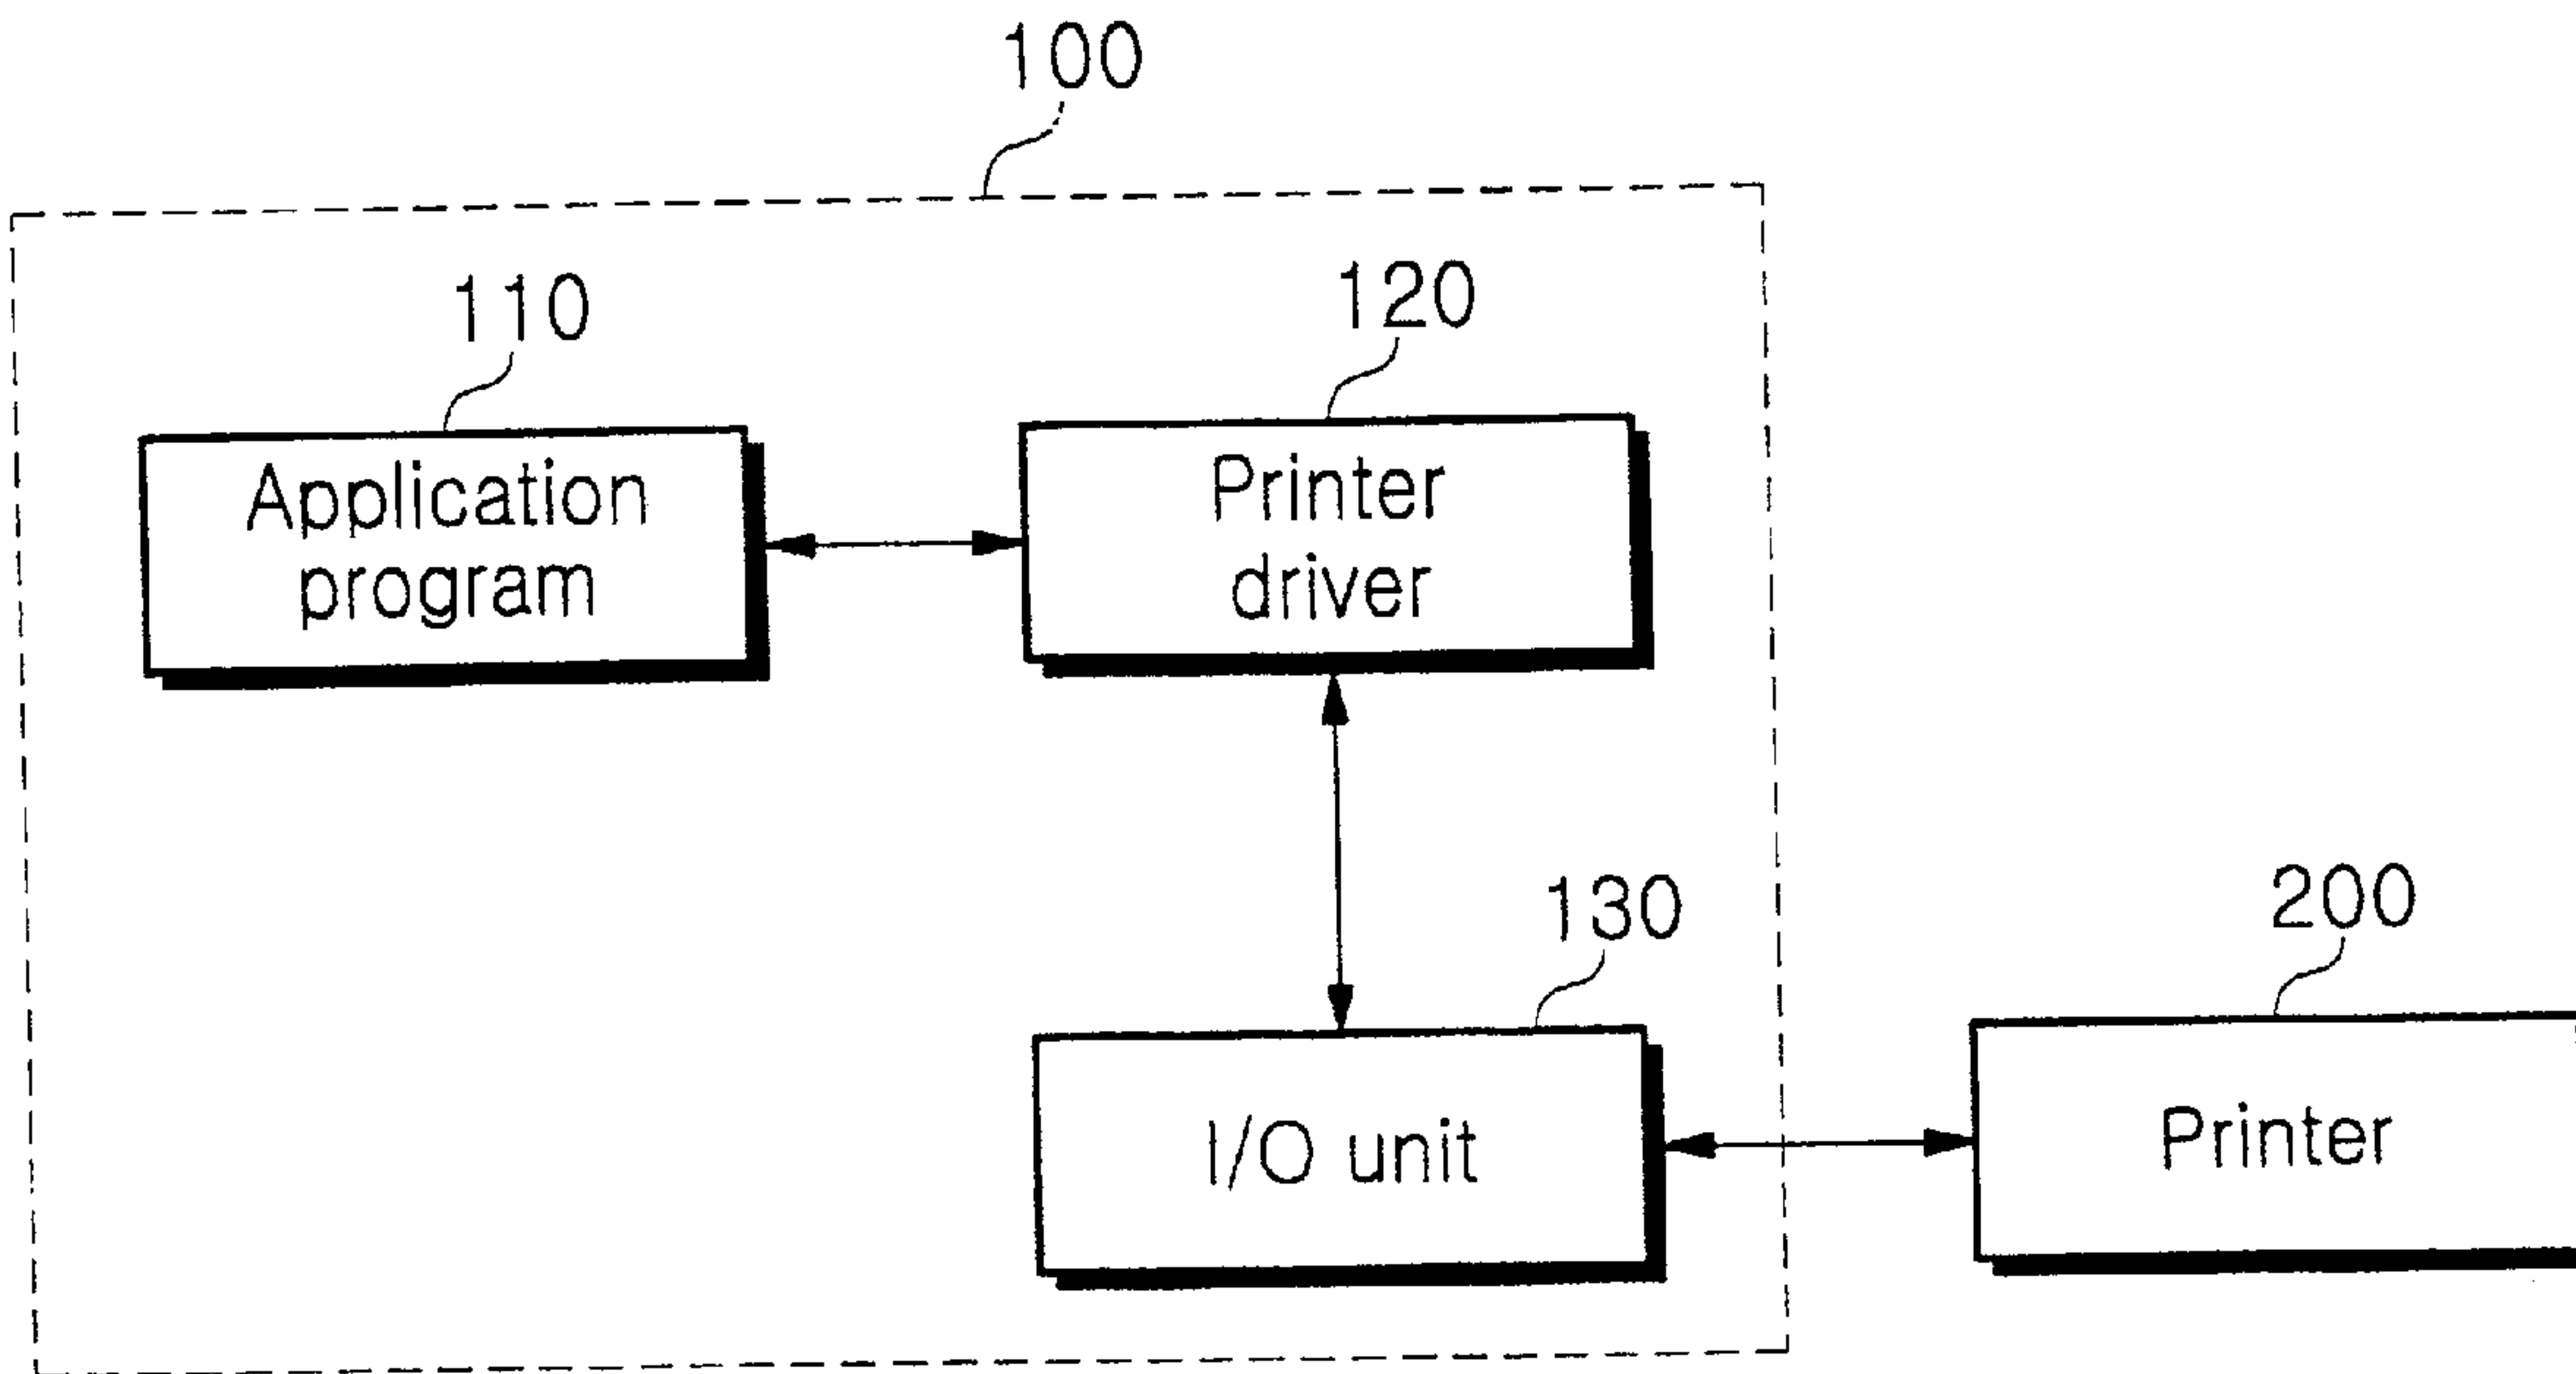 100
110
120
Application
program
Printer
driver
130
200
I/O unit
Printer